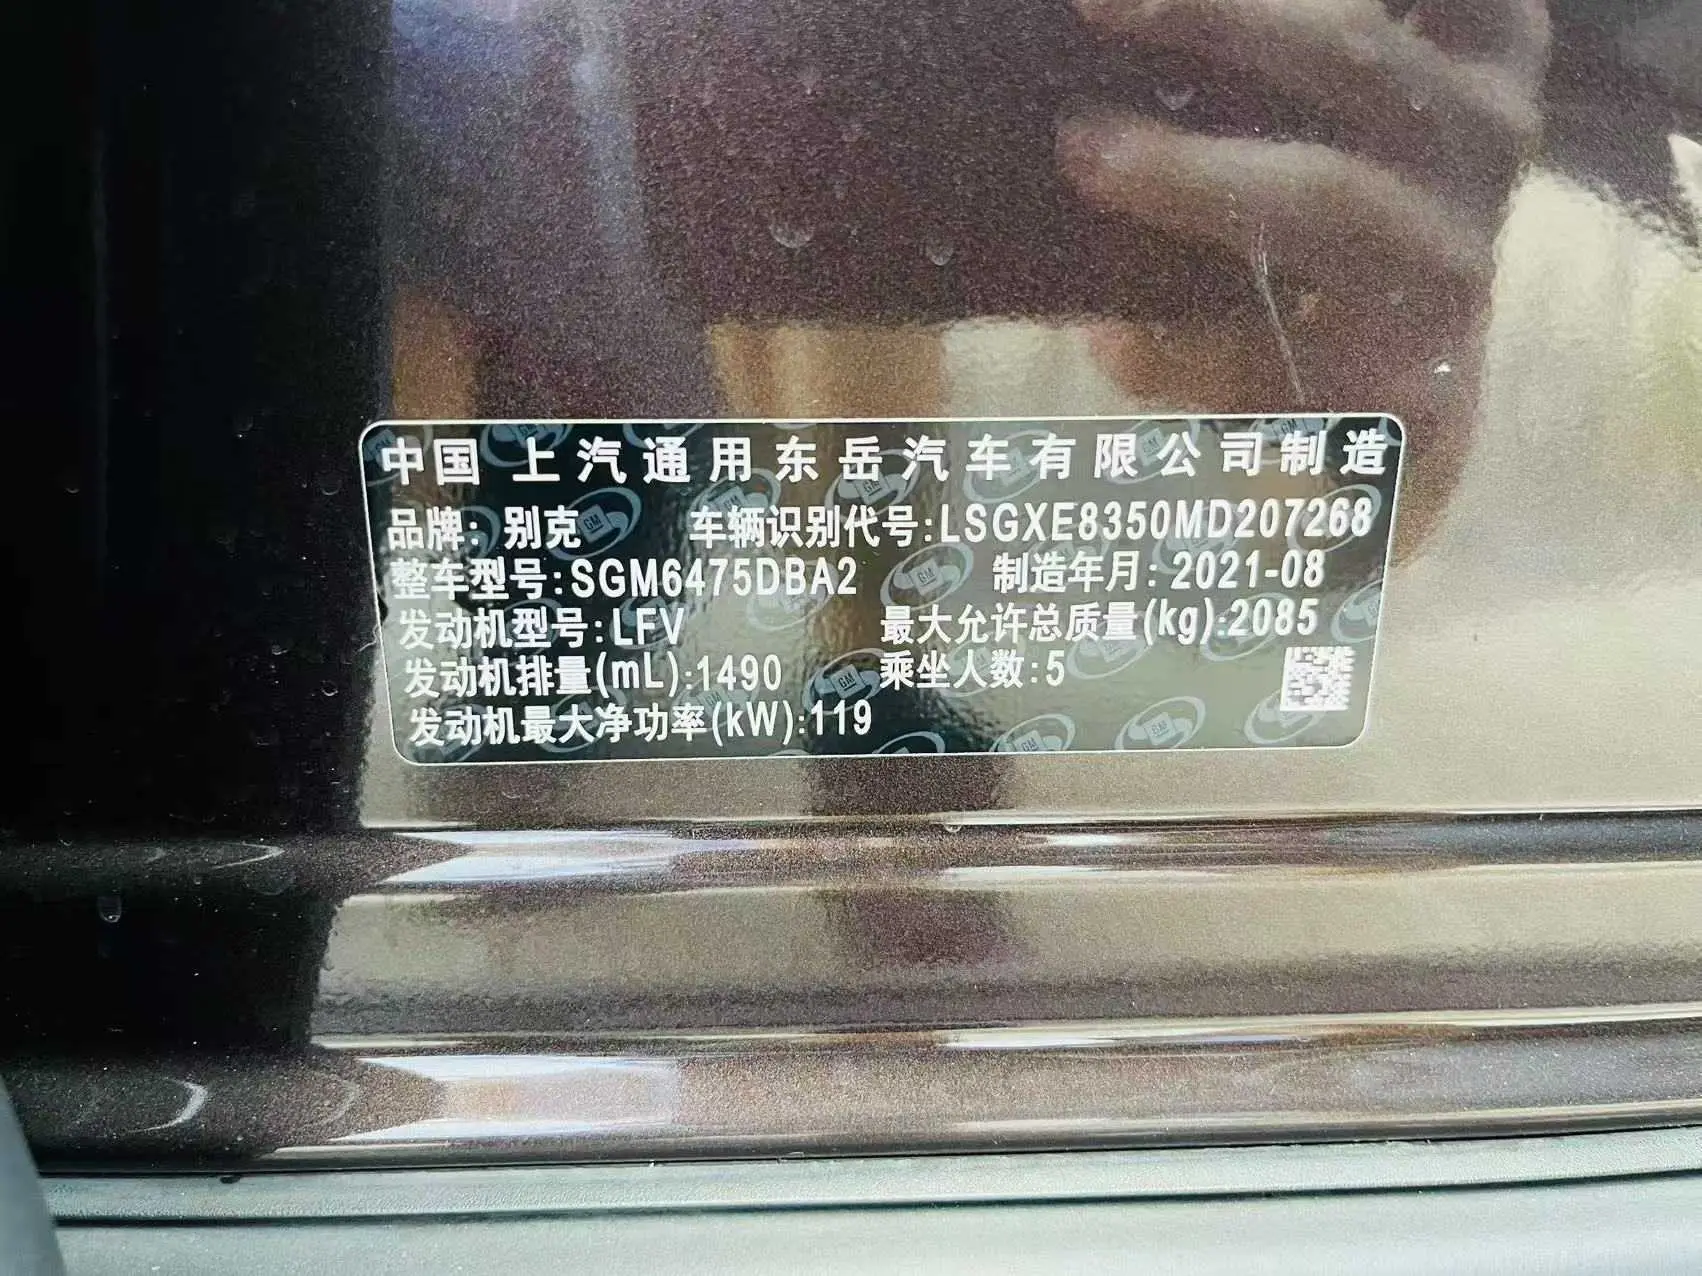 中国 上汽通用东岳汽车有限公司制造
品牌：别克 车辆识别代号:LSGXE8350MD207268
整车型号:SGM6475DBA2 制造年月:2021-08
发动机型号:LFV 最大允许总质量(kg):2085
发动机排量(mL):1490 乘坐人数:5
发动机最大净功率(kW):119